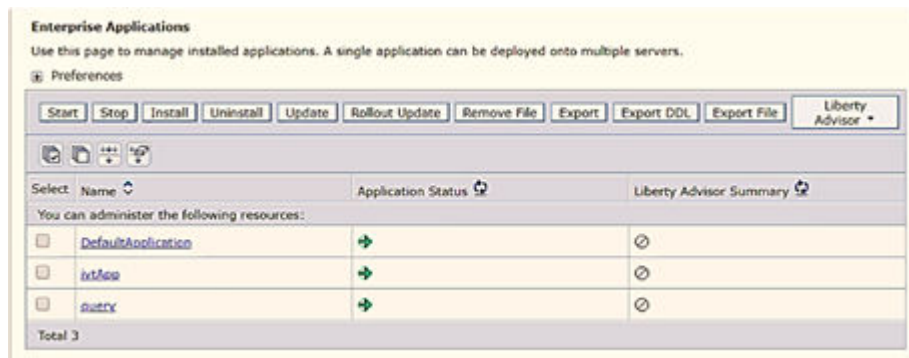 Enterprise Applications
Use this page to manage installed applications. A single application can be deployed onto multiple servers.
Preferences
Start Stop Install Uninstall Update Rollout Update Remove File Export Export DDL Export File Liberty Advisor
Select Name Application Status Liberty Advisor Summary
You can administer the following resources:
DefaultApplication
ivtApp
query
Total 3